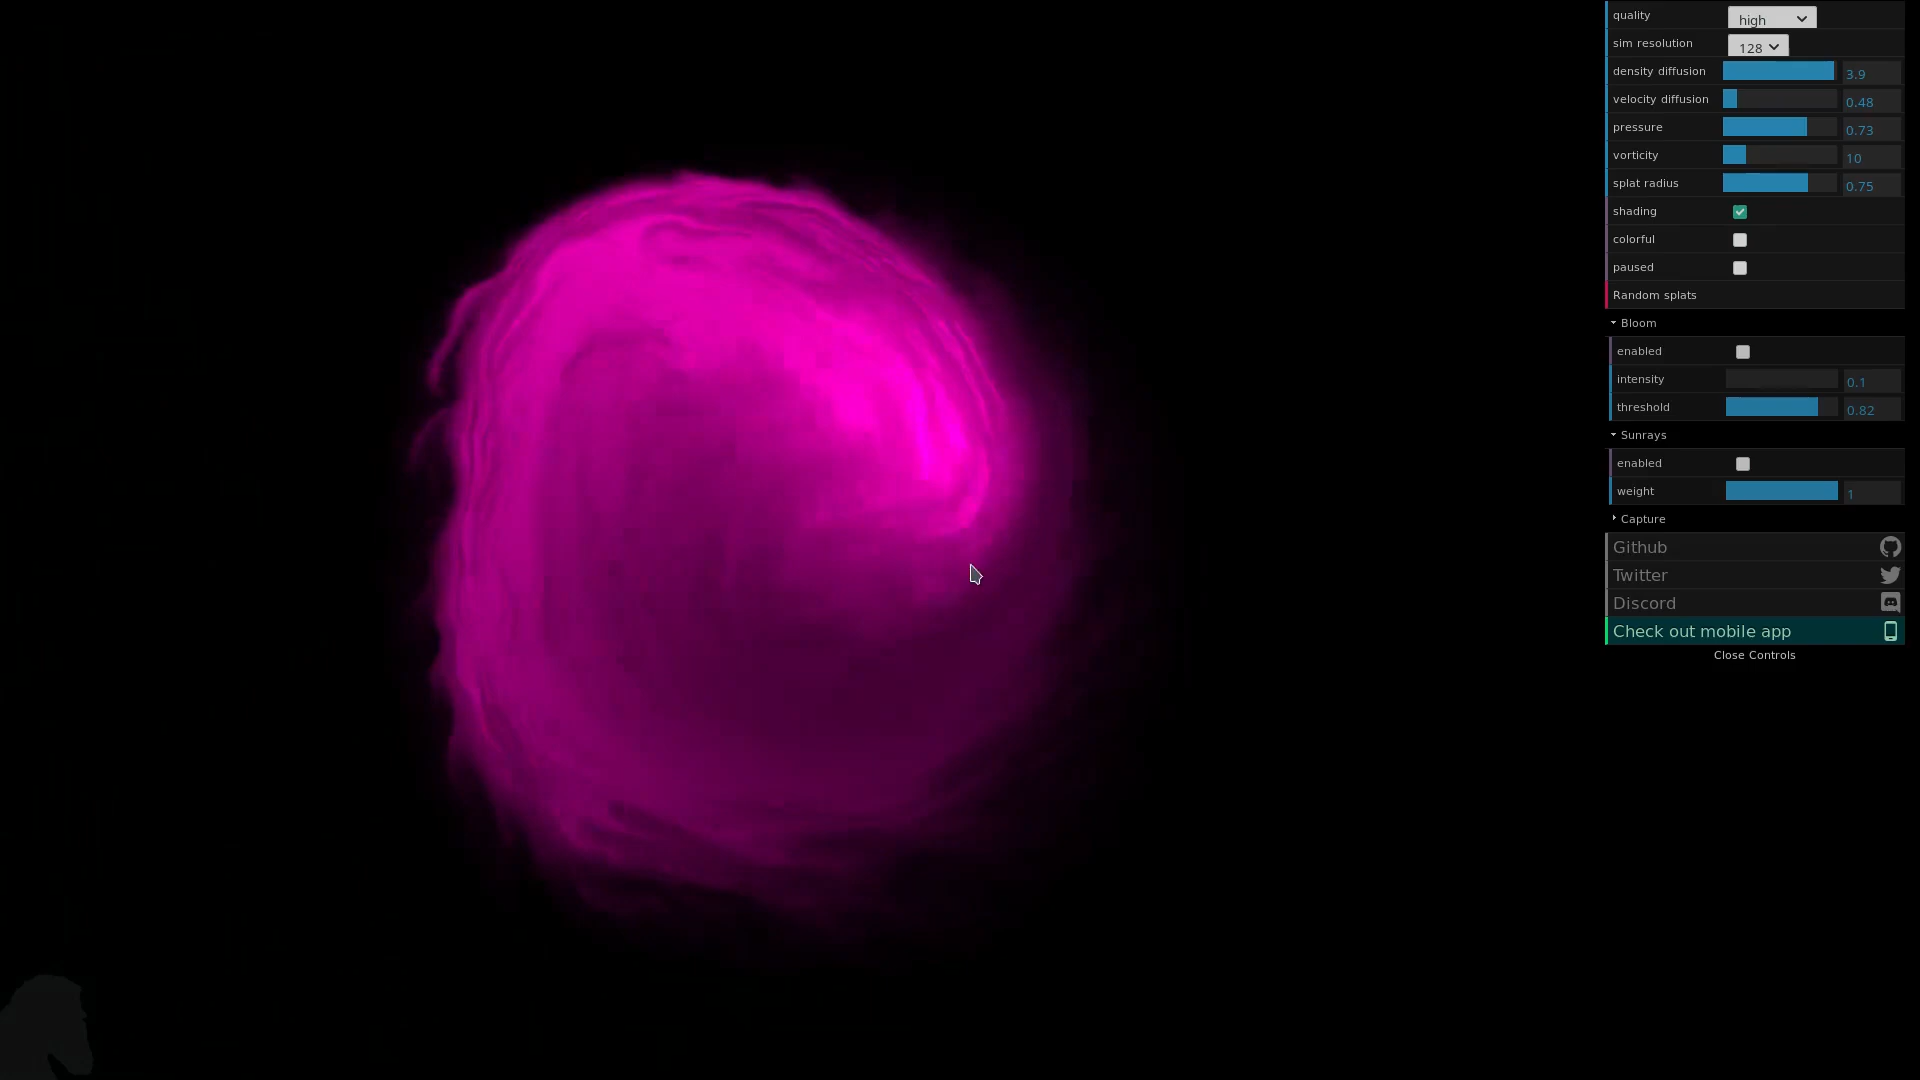 quality high
sim resolution 128
density diffusion 3.9
velocity diffusion 0.48
pressure 0.73
vorticity 10
splat radius 0.75
shading
colorful
paused
Random splats
Bloom
enabled
intensity 0.1
threshold 0.82
Sunrays
enabled
weight 1
Capture
Github
Twitter
Discord
Check out mobile app
Close Controls